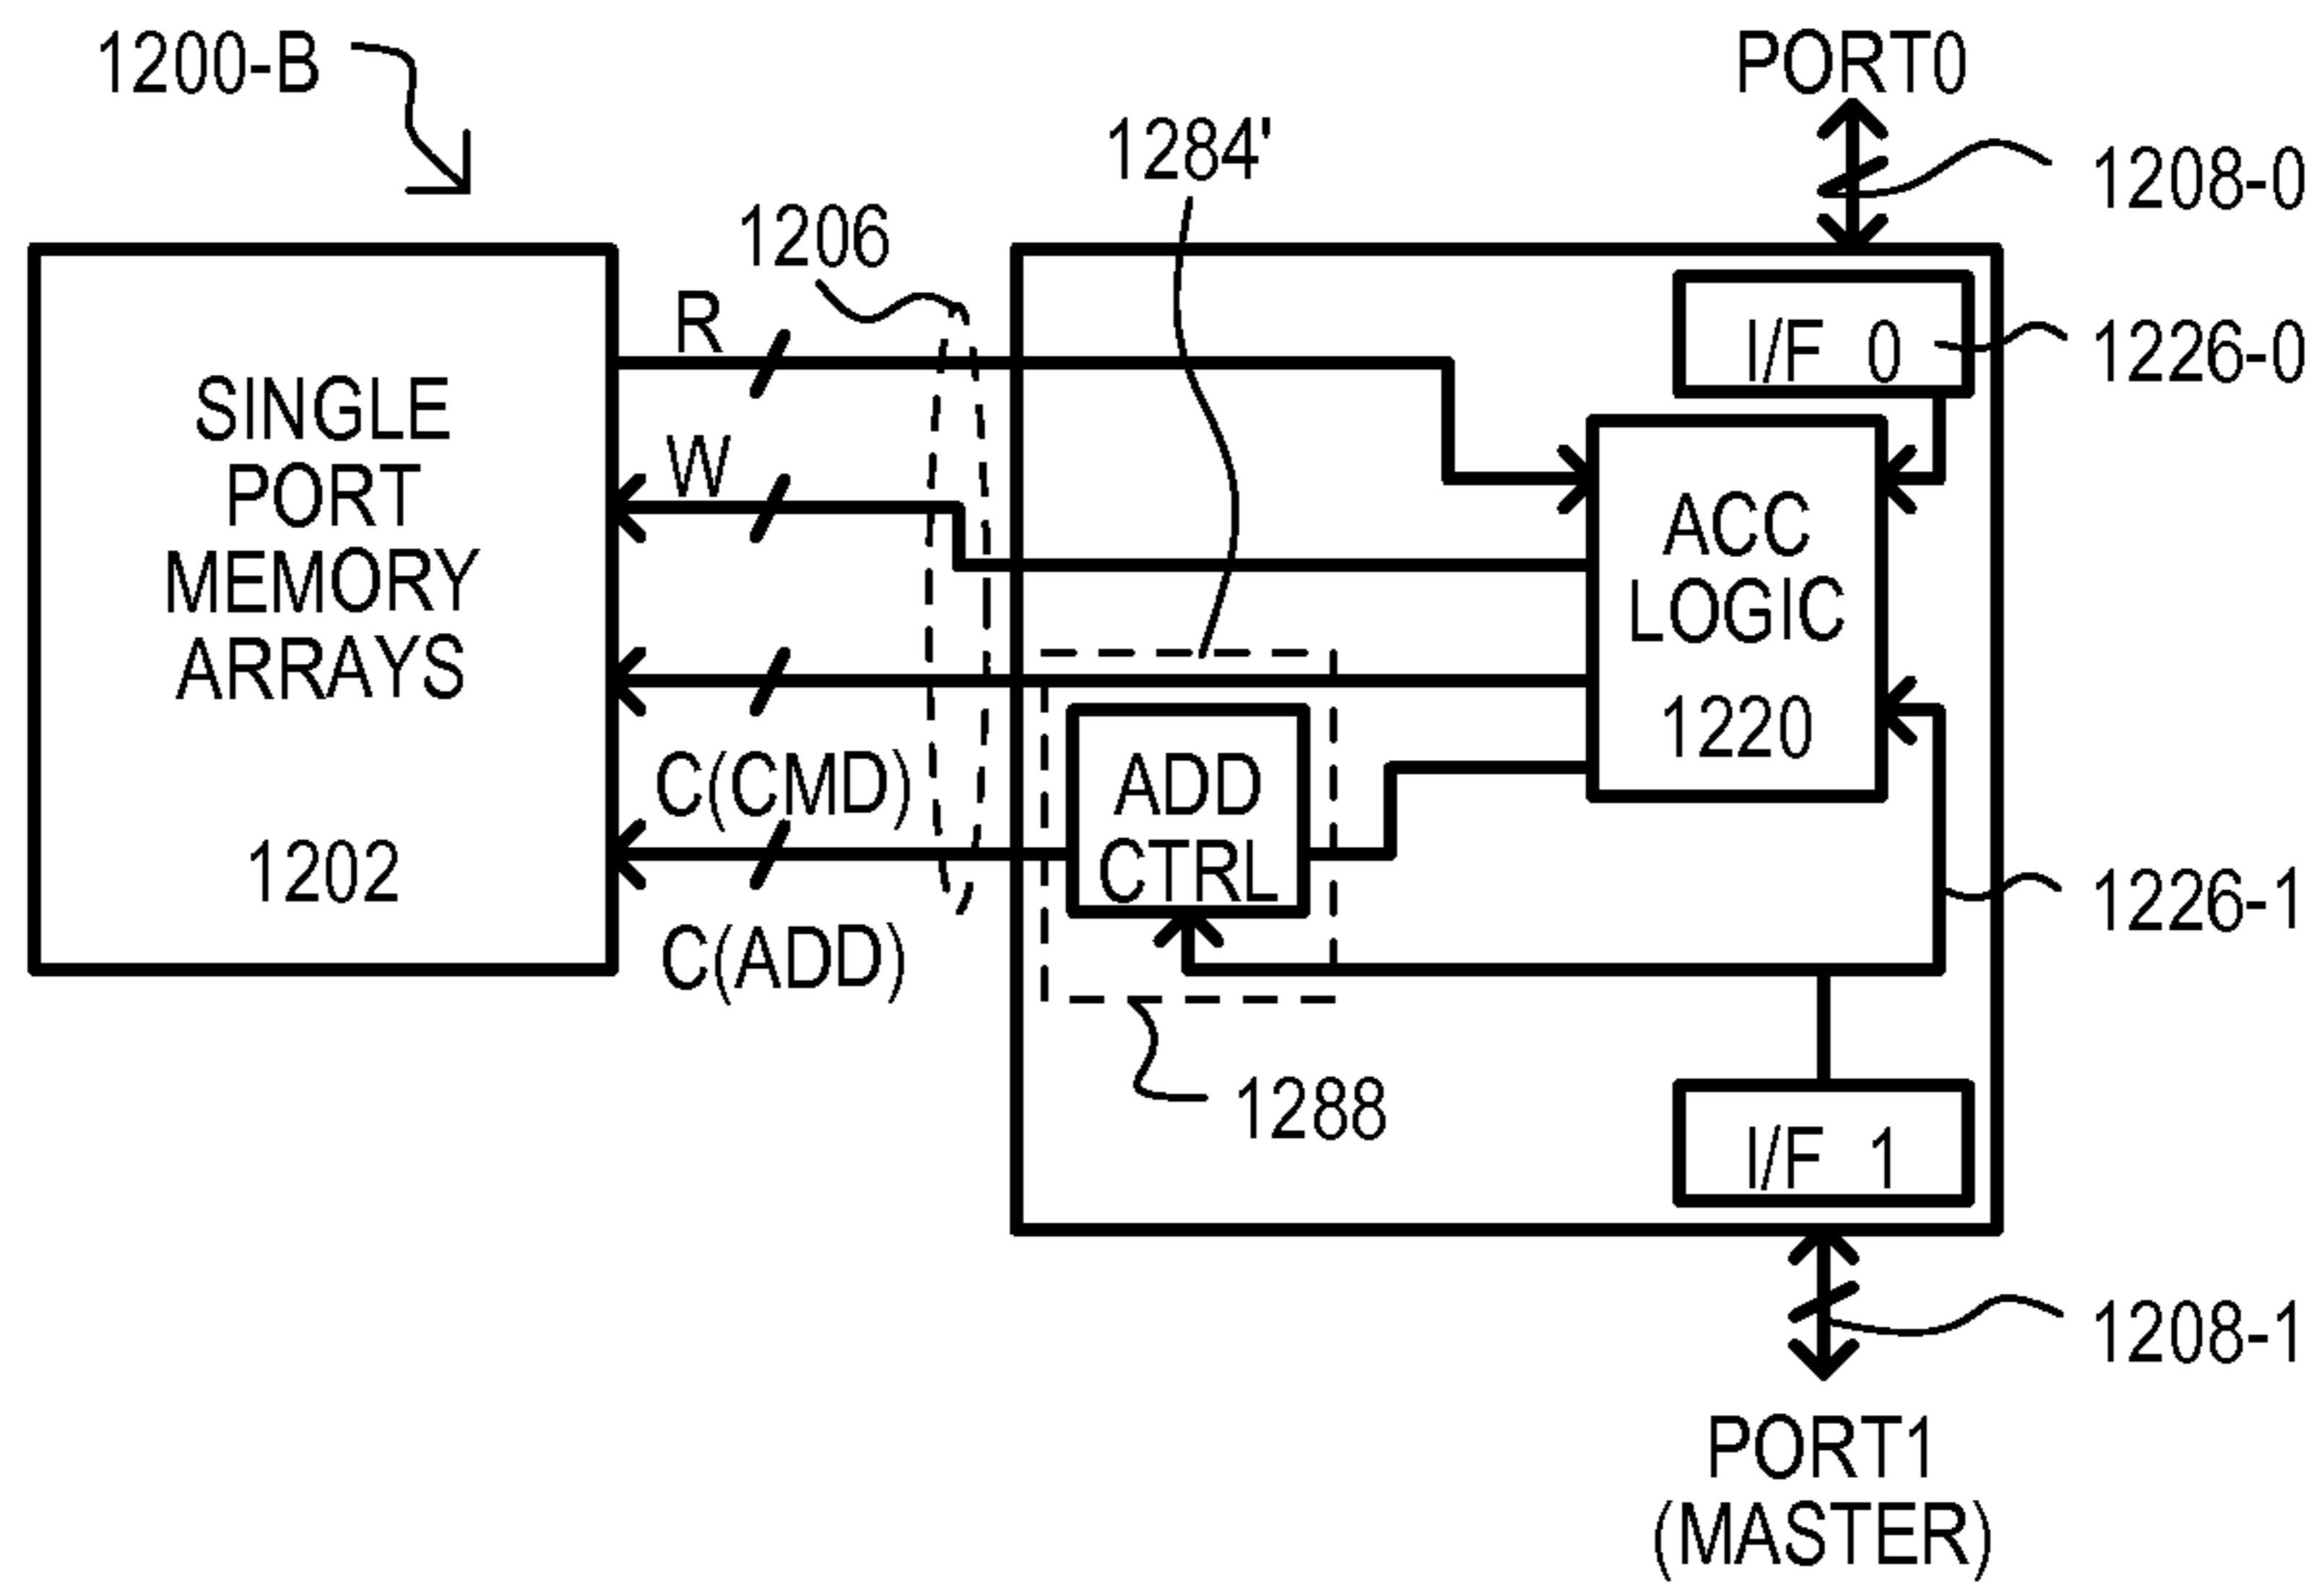 1200-B
PORT0
1284'
1208-0
1206
R
I/F 0
1226-0
SINGLE
PORT
MEMORY
ARRAYS
W
ACC
LOGIC
1220
C(CMD)
ADD
CTRL
1202
1226-1
C(ADD)
1288
I/F 1
1208-1
PORT1
(MASTER)